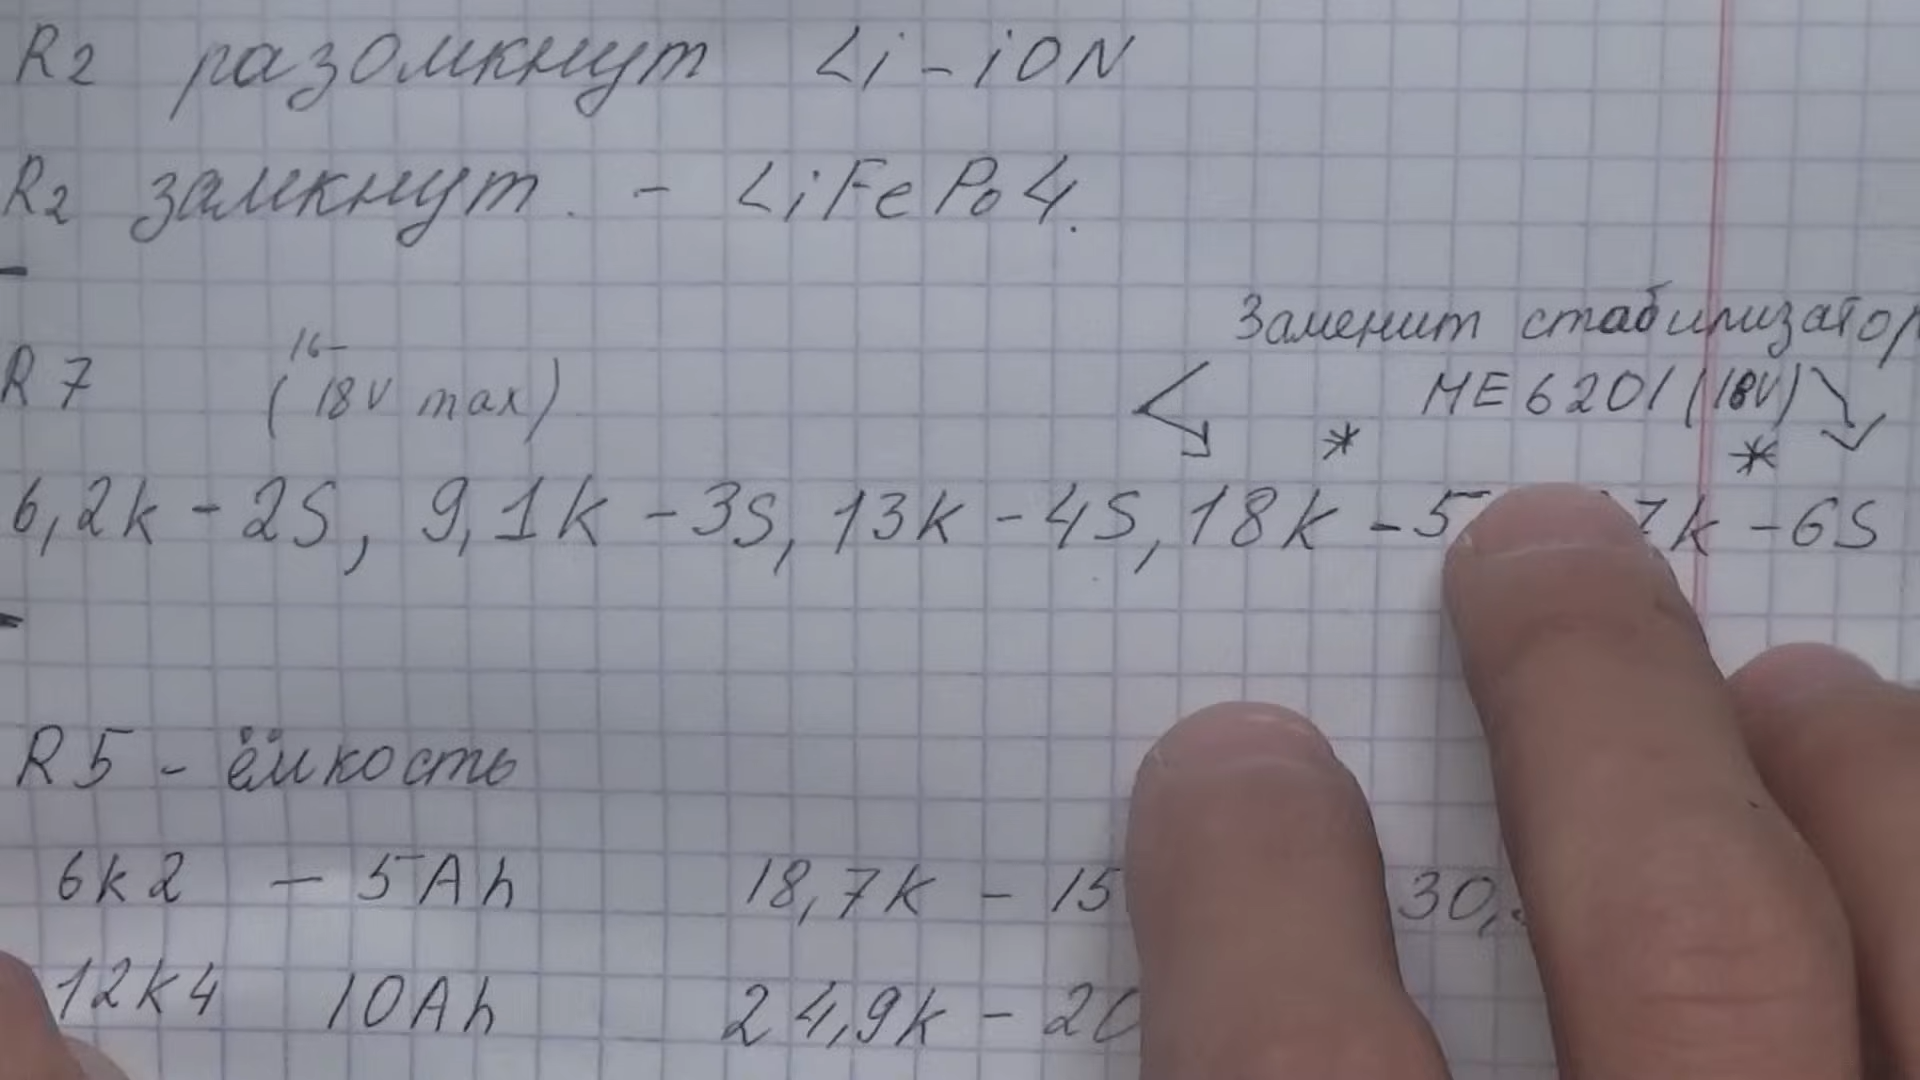 R2 разомкнут Li-iON
R2 замкнут. - LiFePo4.
Заменит стабилизатор
16-
R7 (18V max)
ME6201 (18V)
* *
6,2k - 2S, 9,1k - 3S, 13k - 4S, 18k - 5 7k - 6S
R5 - ёмкость
6k2 - 5Ah 18,7k - 15 30,
12k4 10Ah 24,9k - 20